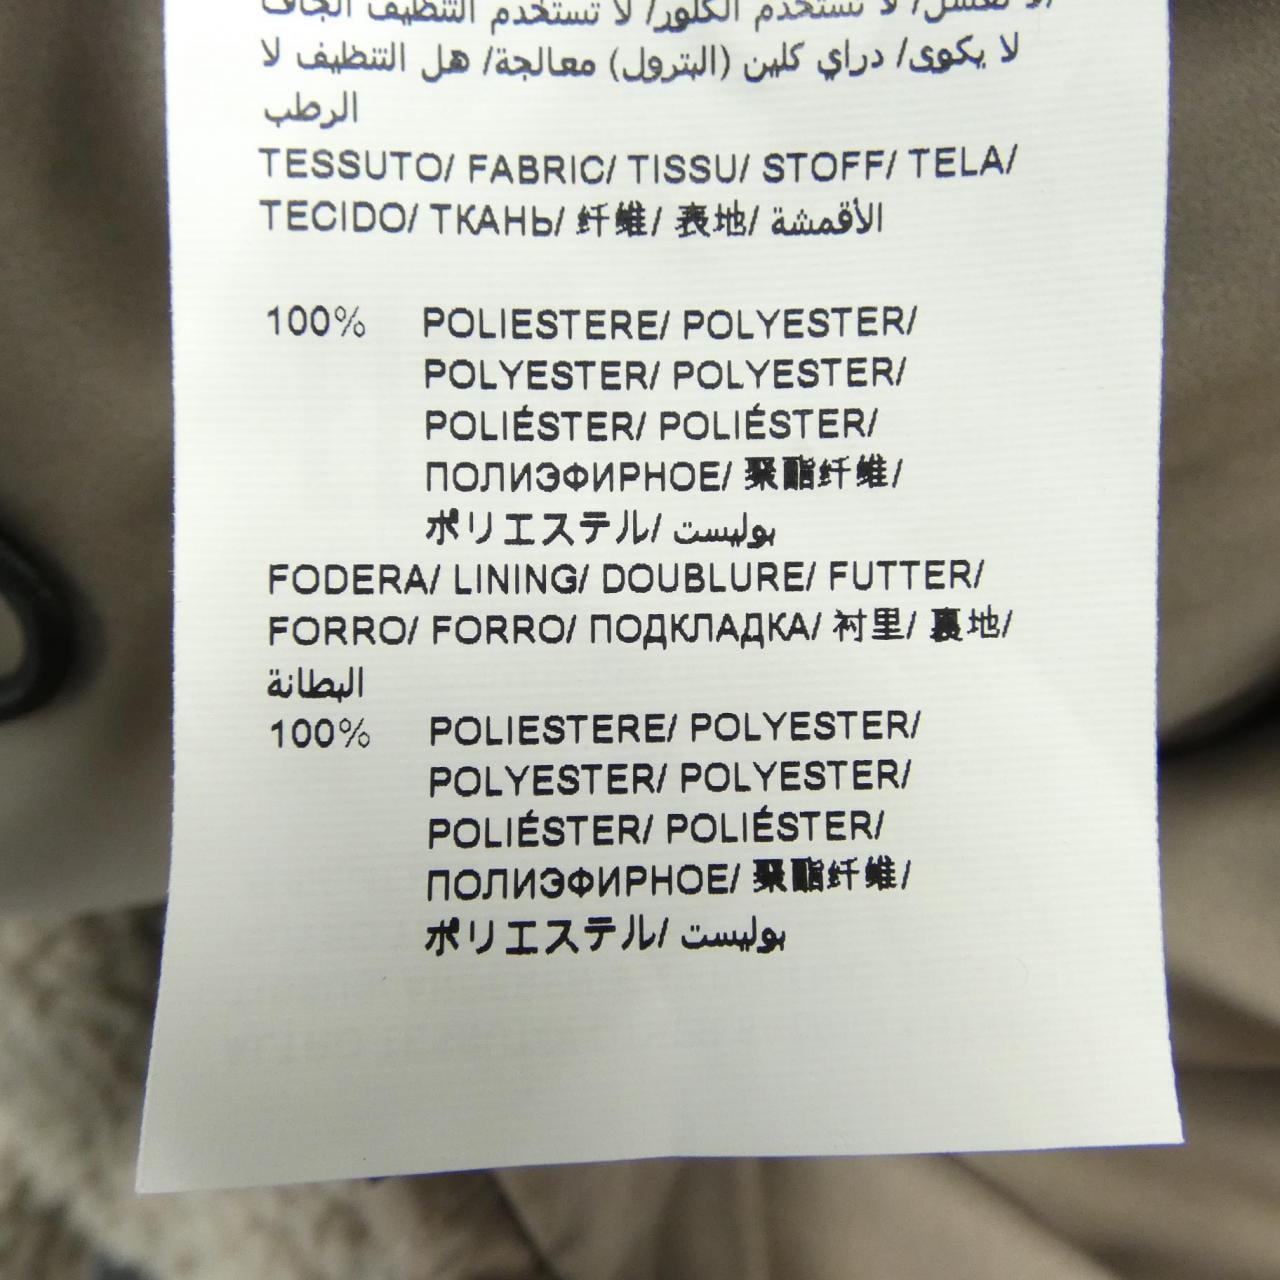 لا تغسل/ لا تستخدم الكلور/ لا تستخدم التنظيف الجاف
لا يكوى/ دراي كلين (البترول) معالجة/ هل التنظيف لا
الرطب
TESSUTO/ FABRIC/ TISSU/ STOFF/ TELA/
TECIDO/ ТКАНЬ/ 纤维/ 表地/ الأقمشة
100% POLIESTERE/ POLYESTER/
POLYESTER/ POLYESTER/
POLIÉSTER/ POLIÉSTER/
ПОЛИЭФИРНОЕ/ 聚酯纤维/
ポリエステル/ بوليست
FODERA/ LINING/ DOUBLURE/ FUTTER/
FORRO/ FORRO/ ПОДКЛАДКА/ 衬里/ 裏地/
البطانة
100% POLIESTERE/ POLYESTER/
POLYESTER/ POLYESTER/
POLIÉSTER/ POLIÉSTER/
ПОЛИЭФИРНОЕ/ 聚酯纤维/
ポリエステル/ بوليست